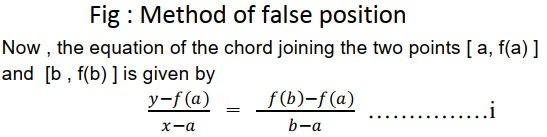 Fig : Method of false position
Now , the equation of the chord joining the two points [ a, f(a) ]
and [b , f(b) ] is given by
y−f(a) / x−a = f(b)−f(a) / b−a ……………i